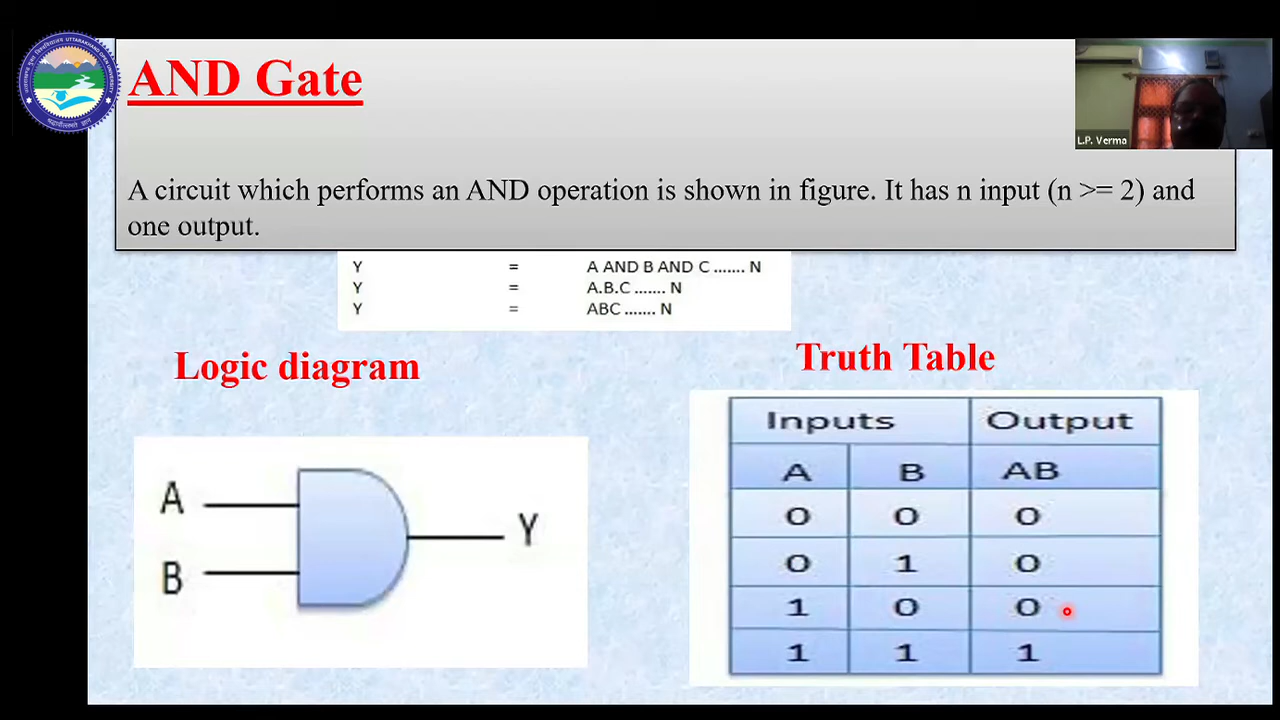 AND Gate
L.P. Verma
A circuit which performs an AND operation is shown in figure. It has n input (n >= 2) and
one output.
Y = A AND B AND C ....... N
Y = A.B.C ....... N
Y = ABC ....... N
Logic diagram
Truth Table
A
B
Y
Inputs Output
A B AB
0 0 0
0 1 0
1 0 0
1 1 1